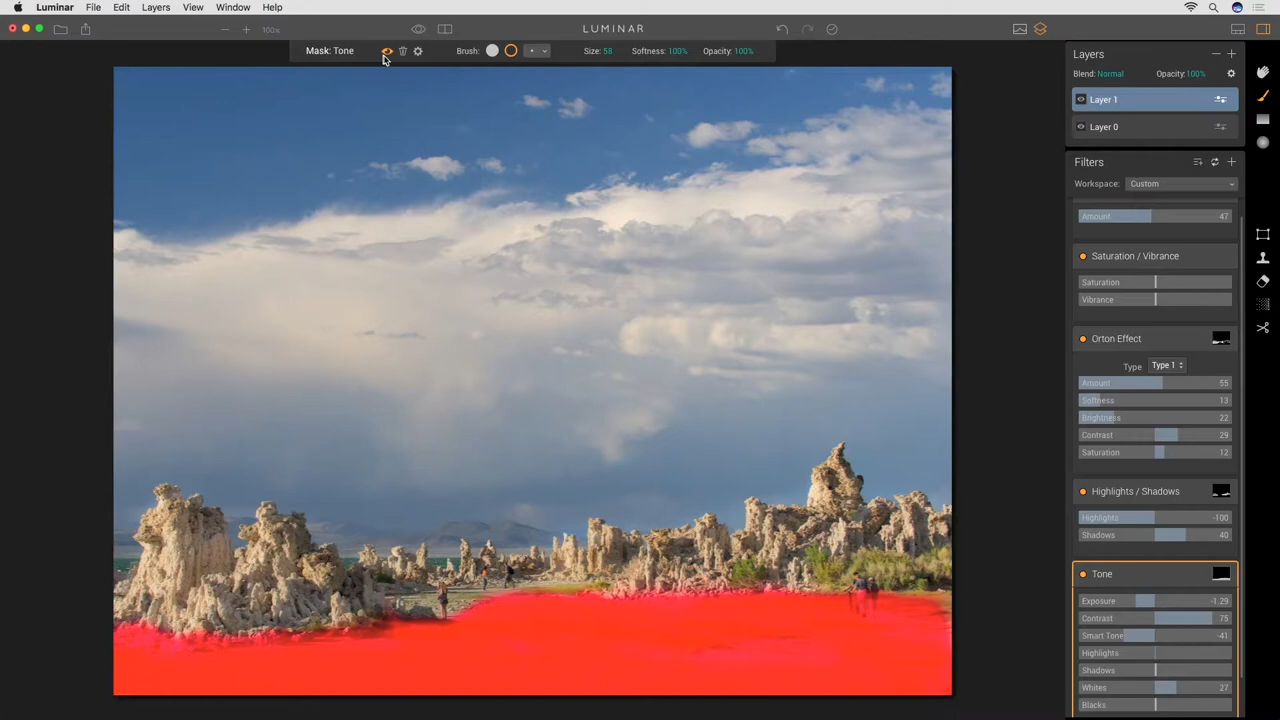 Luminar File Edit Layers View Window Help
100% LUMINAR
Mask: Tone Brush: Size: 58 Softness: 100% Opacity: 100%
Layers
Blend: Normal Opacity: 100%
Layer 1
Layer 0
Filters
Workspace: Custom
Amount 47
Saturation / Vibrance
Saturation
Vibrance
Orton Effect
Type Type 1
Amount 55
Softness 13
Brightness 22
Contrast 29
Saturation 12
Highlights / Shadows
Highlights -100
Shadows 40
Tone
Exposure -1.29
Contrast 75
Smart Tone -41
Highlights
Shadows
Whites 27
Blacks